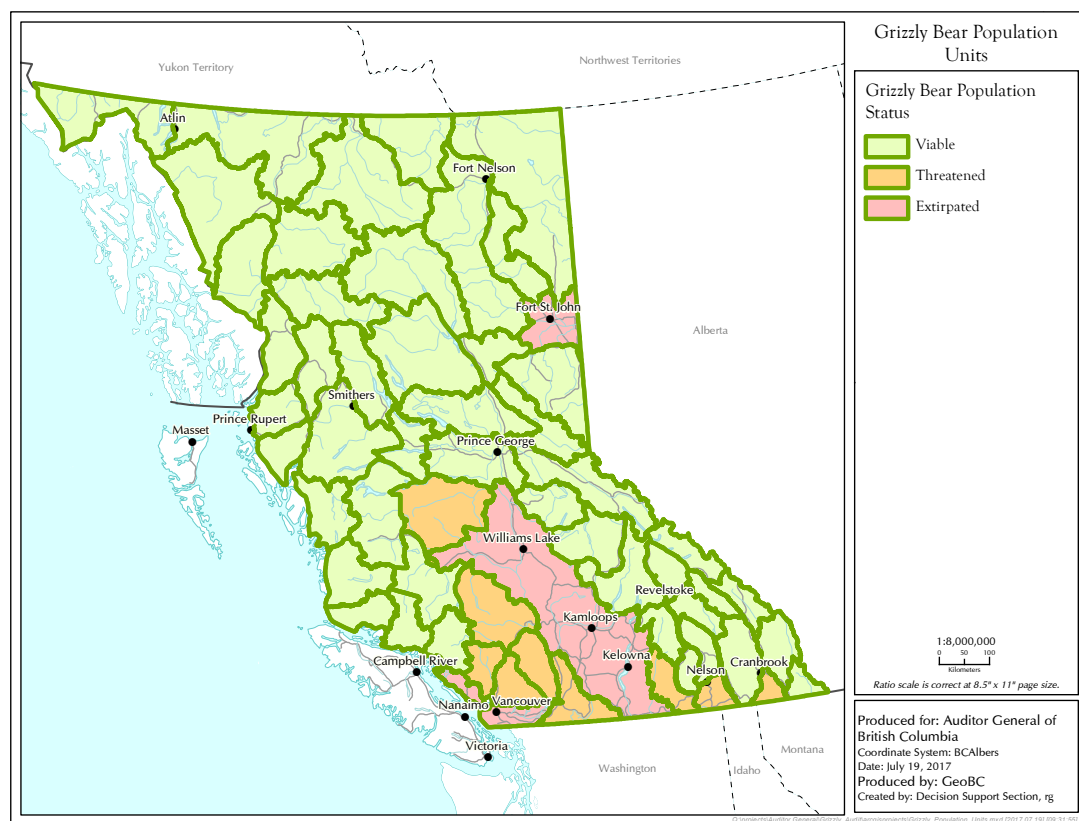 Grizzly Bear Population
Units
Grizzly Bear Population
Status
Viable
Threatened
Extirpated
Yukon Territory
Northwest Territories
Atlin
Fort Nelson
Fort St. John
Alberta
Smithers
Prince Rupert
Masset
Prince George
Williams Lake
Revelstoke
Kamloops
Kelowna
Campbell River
Nelson
Cranbrook
Nanaimo
Vancouver
Victoria
Washington
Idaho
Montana
1:8,000,000
0 50 100
Kilometers
Ratio scale is correct at 8.5" x 11" page size.
Produced for: Auditor General of
British Columbia
Coordinate System: BCAlbers
Date: July 19, 2017
Produced by: GeoBC
Created by: Decision Support Section, rg